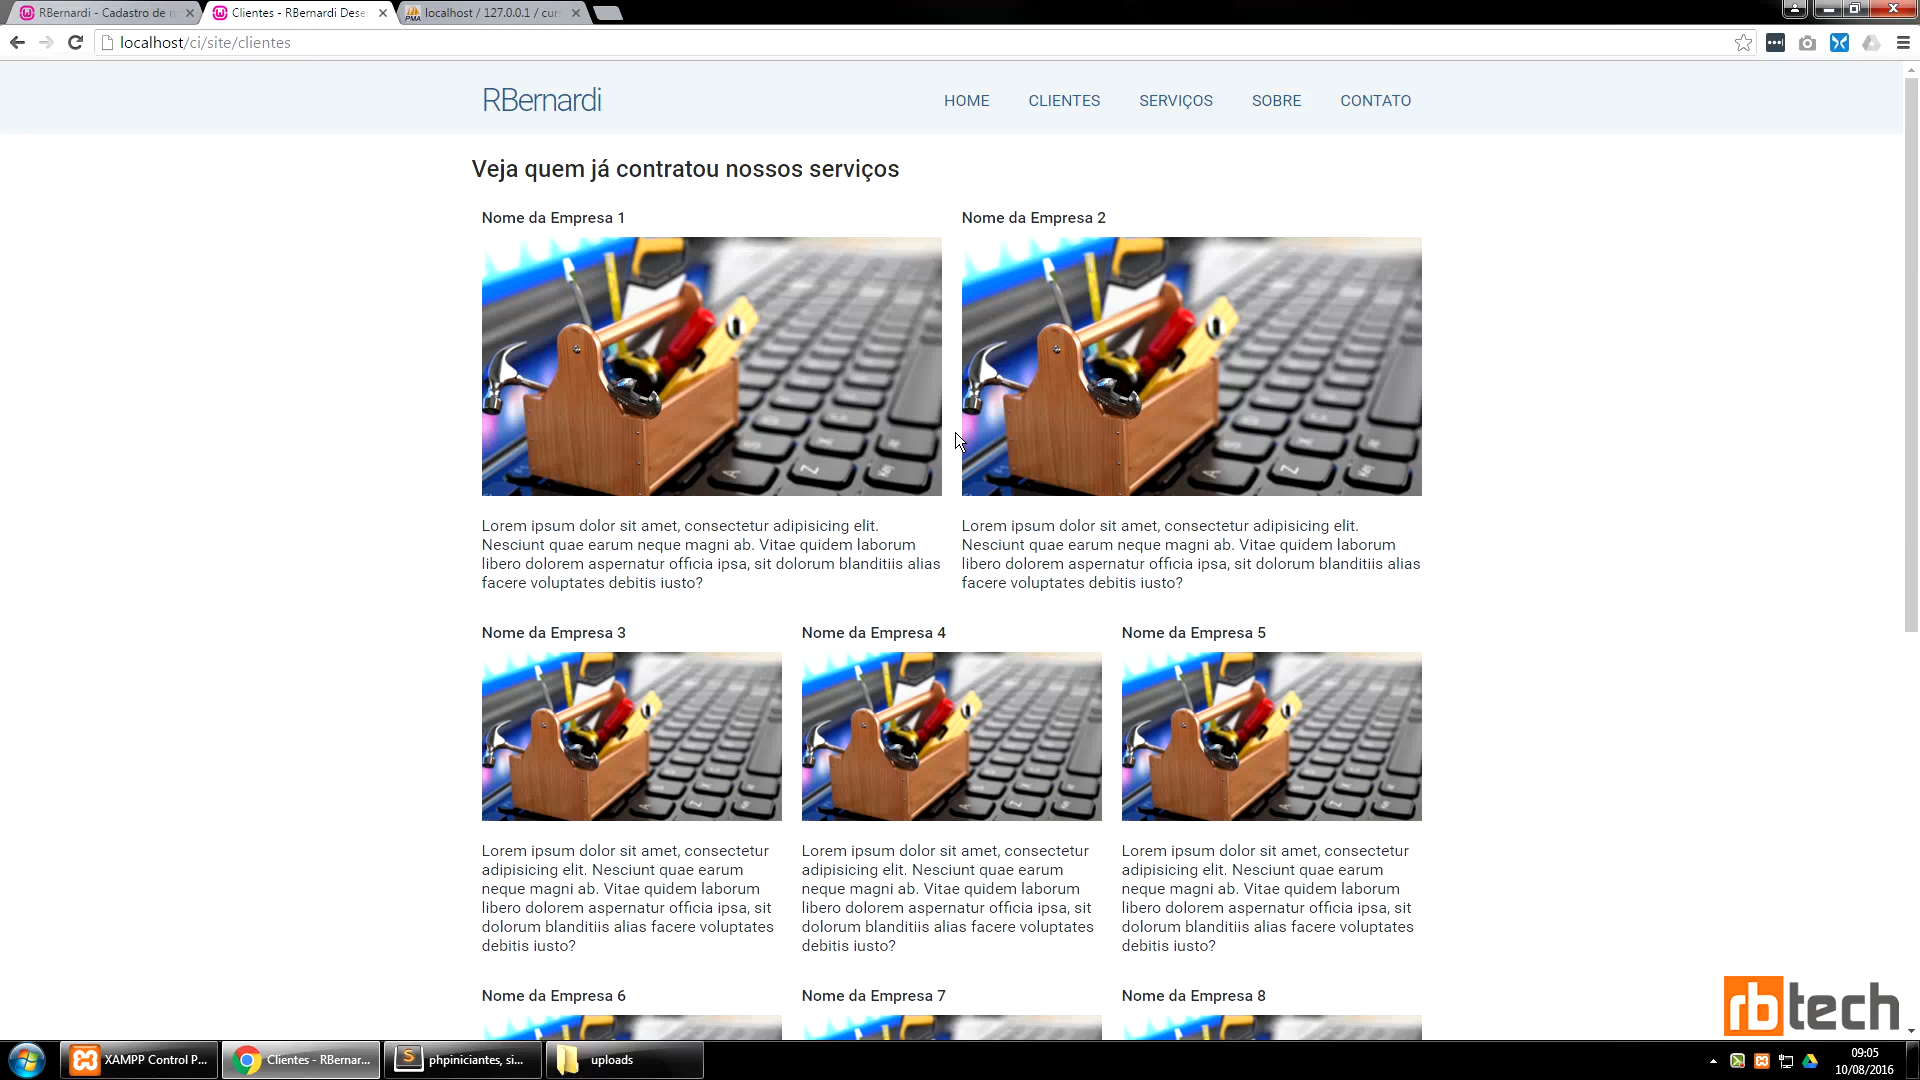 RBernardi - Cadastro de n
Clientes - RBernardi Dese
localhost / 127.0.0.1 / cur
localhost/ci/site/clientes
RBernardi
HOME CLIENTES SERVIÇOS SOBRE CONTATO
Veja quem já contratou nossos serviços
Nome da Empresa 1
Nome da Empresa 2
Lorem ipsum dolor sit amet, consectetur adipisicing elit.
Nesciunt quae earum neque magni ab. Vitae quidem laborum
libero dolorem aspernatur officia ipsa, sit dolorum blanditiis alias
facere voluptates debitis iusto?
Lorem ipsum dolor sit amet, consectetur adipisicing elit.
Nesciunt quae earum neque magni ab. Vitae quidem laborum
libero dolorem aspernatur officia ipsa, sit dolorum blanditiis alias
facere voluptates debitis iusto?
Nome da Empresa 3
Nome da Empresa 4
Nome da Empresa 5
Lorem ipsum dolor sit amet, consectetur
adipisicing elit. Nesciunt quae earum
neque magni ab. Vitae quidem laborum
libero dolorem aspernatur officia ipsa, sit
dolorum blanditiis alias facere voluptates
debitis iusto?
Lorem ipsum dolor sit amet, consectetur
adipisicing elit. Nesciunt quae earum
neque magni ab. Vitae quidem laborum
libero dolorem aspernatur officia ipsa, sit
dolorum blanditiis alias facere voluptates
debitis iusto?
Lorem ipsum dolor sit amet, consectetur
adipisicing elit. Nesciunt quae earum
neque magni ab. Vitae quidem laborum
libero dolorem aspernatur officia ipsa, sit
dolorum blanditiis alias facere voluptates
debitis iusto?
Nome da Empresa 6
Nome da Empresa 7
Nome da Empresa 8
rbtech
XAMPP Control P...
Clientes - RBernar...
phpiniciantes, si...
uploads
09:05
10/08/2016